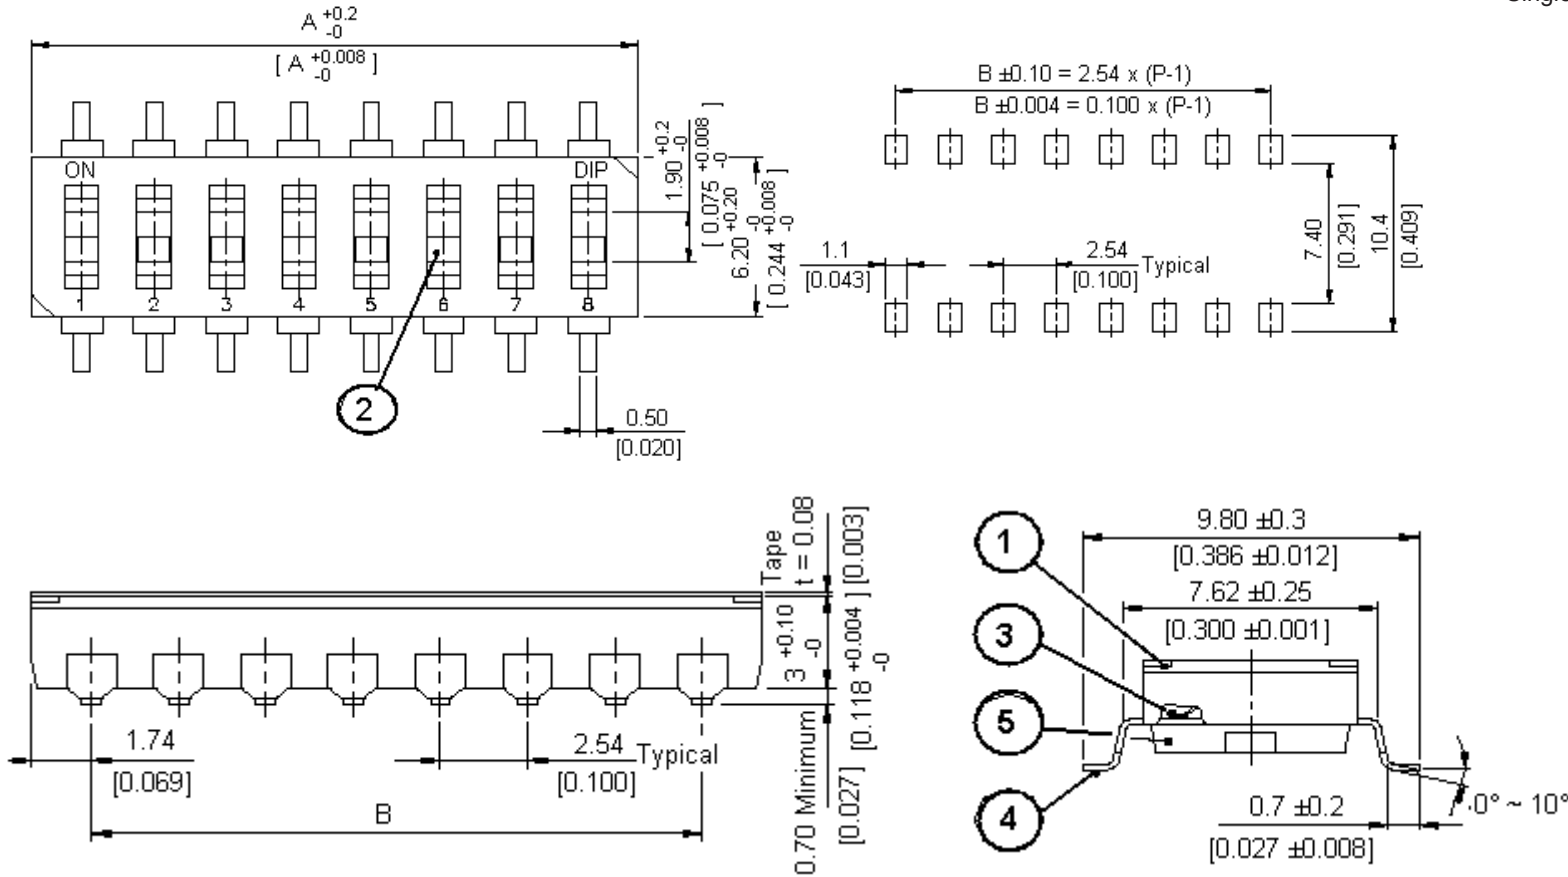 A +0.2 -0
[ A +0.008 -0 ]
ON
DIP
1 2 3 4 5 6 7 8
1.90 +0.2 -0
[ 0.075 +0.008 -0 ]
6.20 +0.20 -0
[ 0.244 +0.008 -0 ]
2
0.50
[0.020]
B ±0.10 = 2.54 x (P-1)
B ±0.004 = 0.100 x (P-1)
1.1
[0.043]
2.54
[0.100]
Typical
7.40
[0.291]
10.4
[0.409]
Tape
t = 0.08
[0.003]
3 +0.10 -0
[0.118 +0.004 -0 ]
0.70 Minimum
[0.027]
1.74
[0.069]
2.54
[0.100]
Typical
B
1
3
5
4
9.80 ±0.3
[0.386 ±0.012]
7.62 ±0.25
[0.300 ±0.001]
0.7 ±0.2
[0.027 ±0.008]
0° ~ 10°